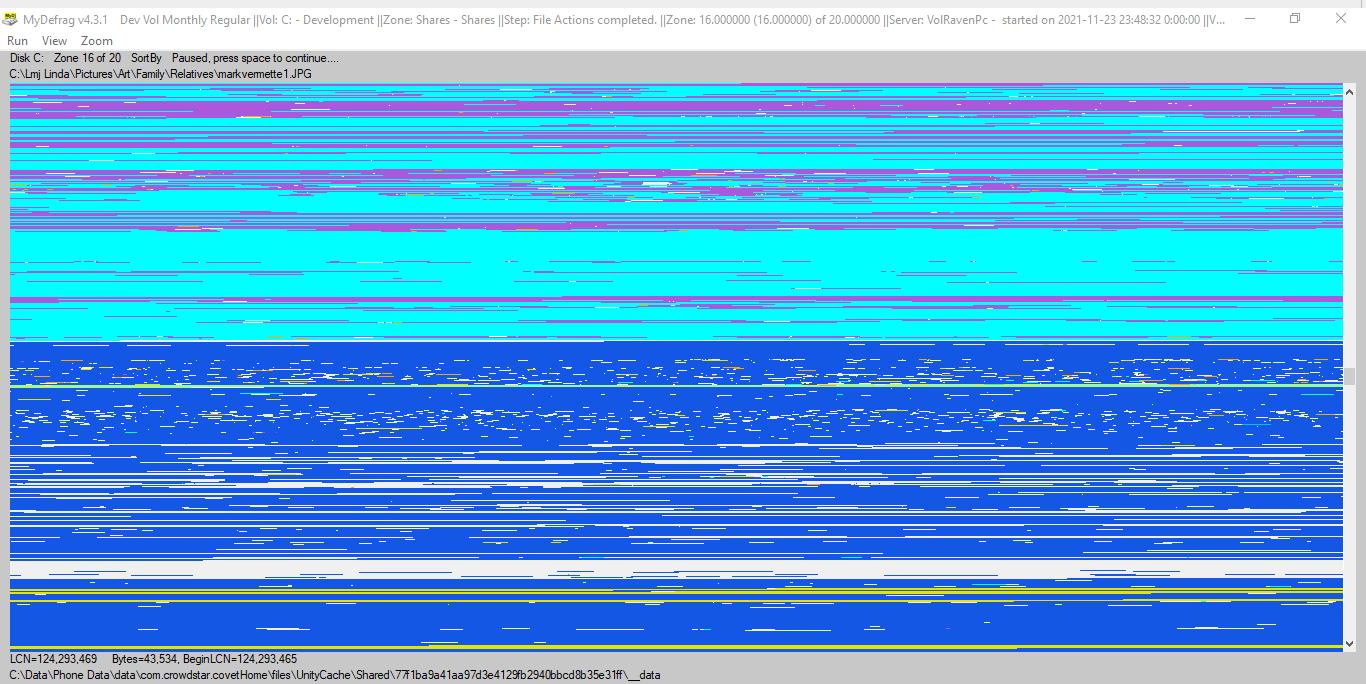 MyDefrag v4.3.1 Dev Vol Monthly Regular ||Vol: C: - Development ||Zone: Shares - Shares ||Step: File Actions completed. ||Zone: 16.000000 (16.000000) of 20.000000 ||Server: VolRavenPc - started on 2021-11-23 23:48:32 0:00:00 ||V...
Run View Zoom
Disk C: Zone 16 of 20 SortBy Paused, press space to continue....
C:\Lmj Linda\Pictures\Art\Family\Relatives\markvermette1.JPG
LCN=124,293,469 Bytes=43,534, BeginLCN=124,293,465
C:\Data\Phone Data\data\com.crowdstar.covetHome\files\UnityCache\Shared\77f1ba9a41aa97d3e4129fb2940bbcd8b35e31ff\__data